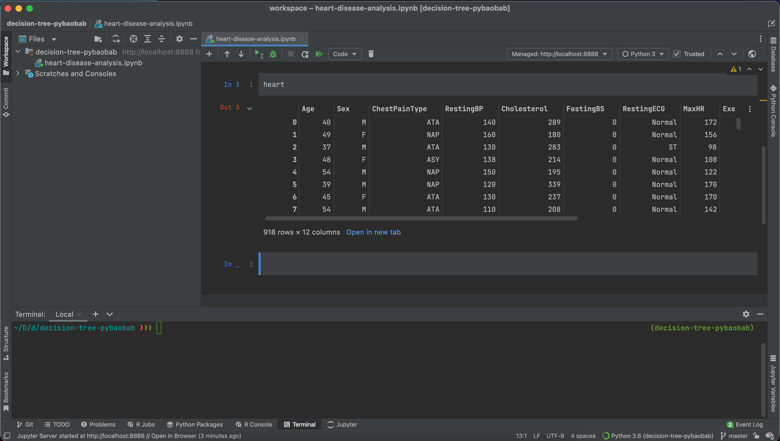 workspace – heart-disease-analysis.ipynb [decision-tree-pybaobab]
decision-tree-pybaobab heart-disease-analysis.ipynb
Workspace
Commit
Structure
Bookmarks
Files
decision-tree-pybaobab http://localhost:8888 fr
heart-disease-analysis.ipynb
Scratches and Consoles
heart-disease-analysis.ipynb
Code Managed: http://localhost:8888 Python 3 Trusted
1
In 3 1 heart
Out 3
Age Sex ChestPainType RestingBP Cholesterol FastingBS RestingECG MaxHR Exe
0 40 M ATA 140 289 0 Normal 172
1 49 F NAP 160 180 0 Normal 156
2 37 M ATA 130 283 0 ST 98
3 48 F ASY 138 214 0 Normal 108
4 54 M NAP 150 195 0 Normal 122
5 39 M NAP 120 339 0 Normal 170
6 45 F ATA 130 237 0 Normal 170
7 54 M ATA 110 208 0 Normal 142
918 rows × 12 columns Open in new tab
In _ 1
Database
Python Console
Jupyter Variables
Terminal: Local
~/D/d/decision-tree-pybaobab ❯❯❯ (decision-tree-pybaobab)
Git TODO Problems R Jobs Python Packages R Console Terminal Jupyter 2 Event Log
Jupyter Server started at http://localhost:8888 // Open in Browser (3 minutes ago) 13:1 LF UTF-8 4 spaces Python 3.6 (decision-tree-pybaobab) master